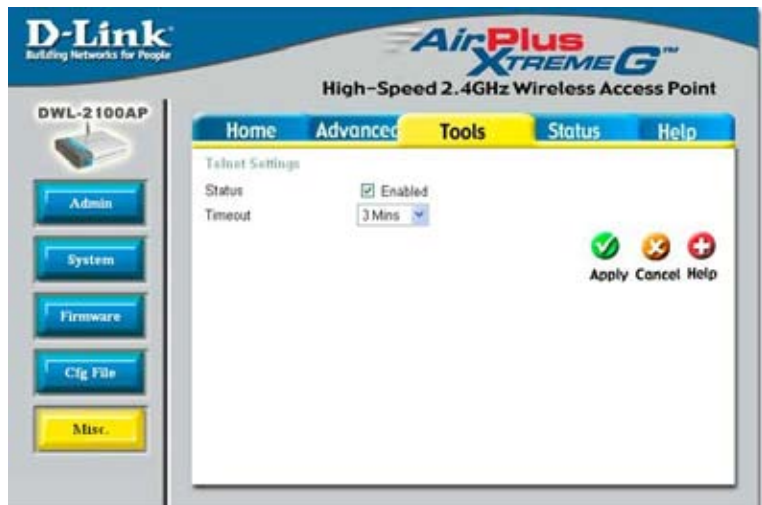 D-Link
Building Networks for People
AirPlus
XTREME G™
High-Speed 2.4GHz Wireless Access Point
DWL-2100AP
Home
Advanced
Tools
Status
Help
Telnet Settings
Status
Enabled
Timeout
3 Mins
Apply
Cancel
Help
Admin
System
Firmware
Cfg File
Misc.